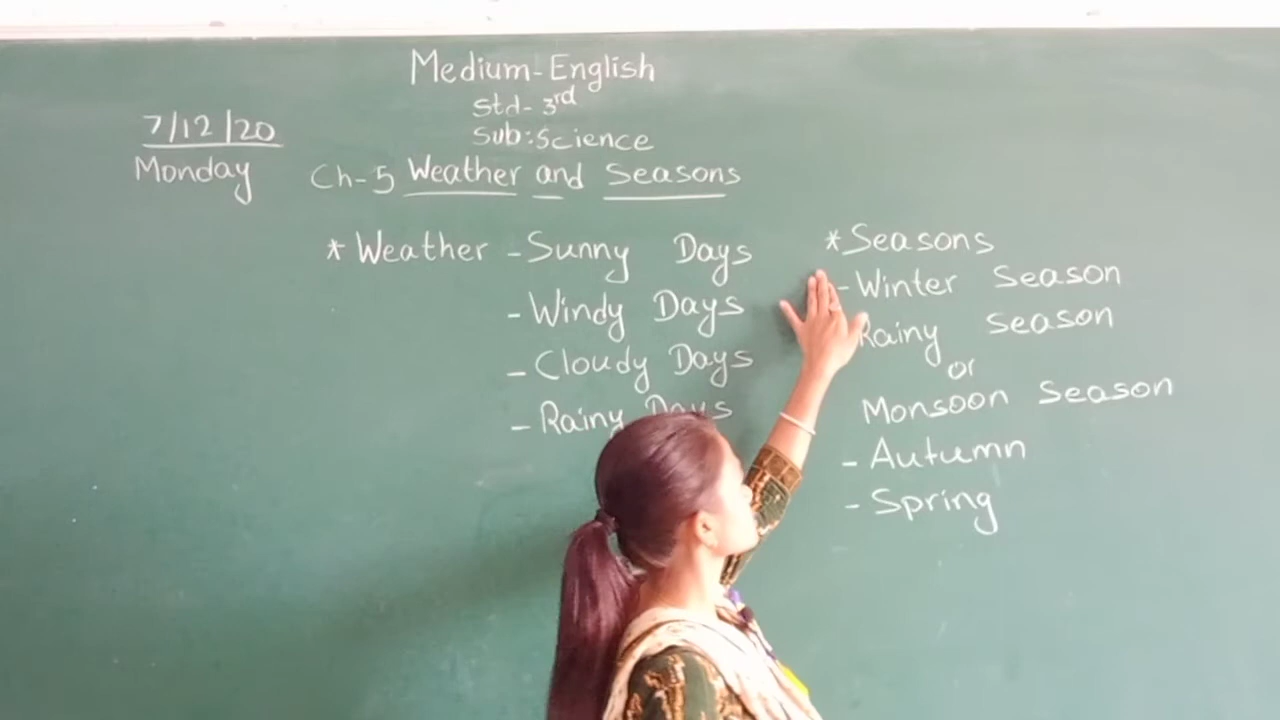 Medium-English
Std- 3rd
Sub:Science
7/12/20
Monday
Ch-5 Weather and Seasons
* Weather - Sunny Days
- Windy Days
- Cloudy Days
- Rainy Days
* Seasons
- Winter Season
Rainy Season
or
Monsoon Season
- Autumn
- Spring